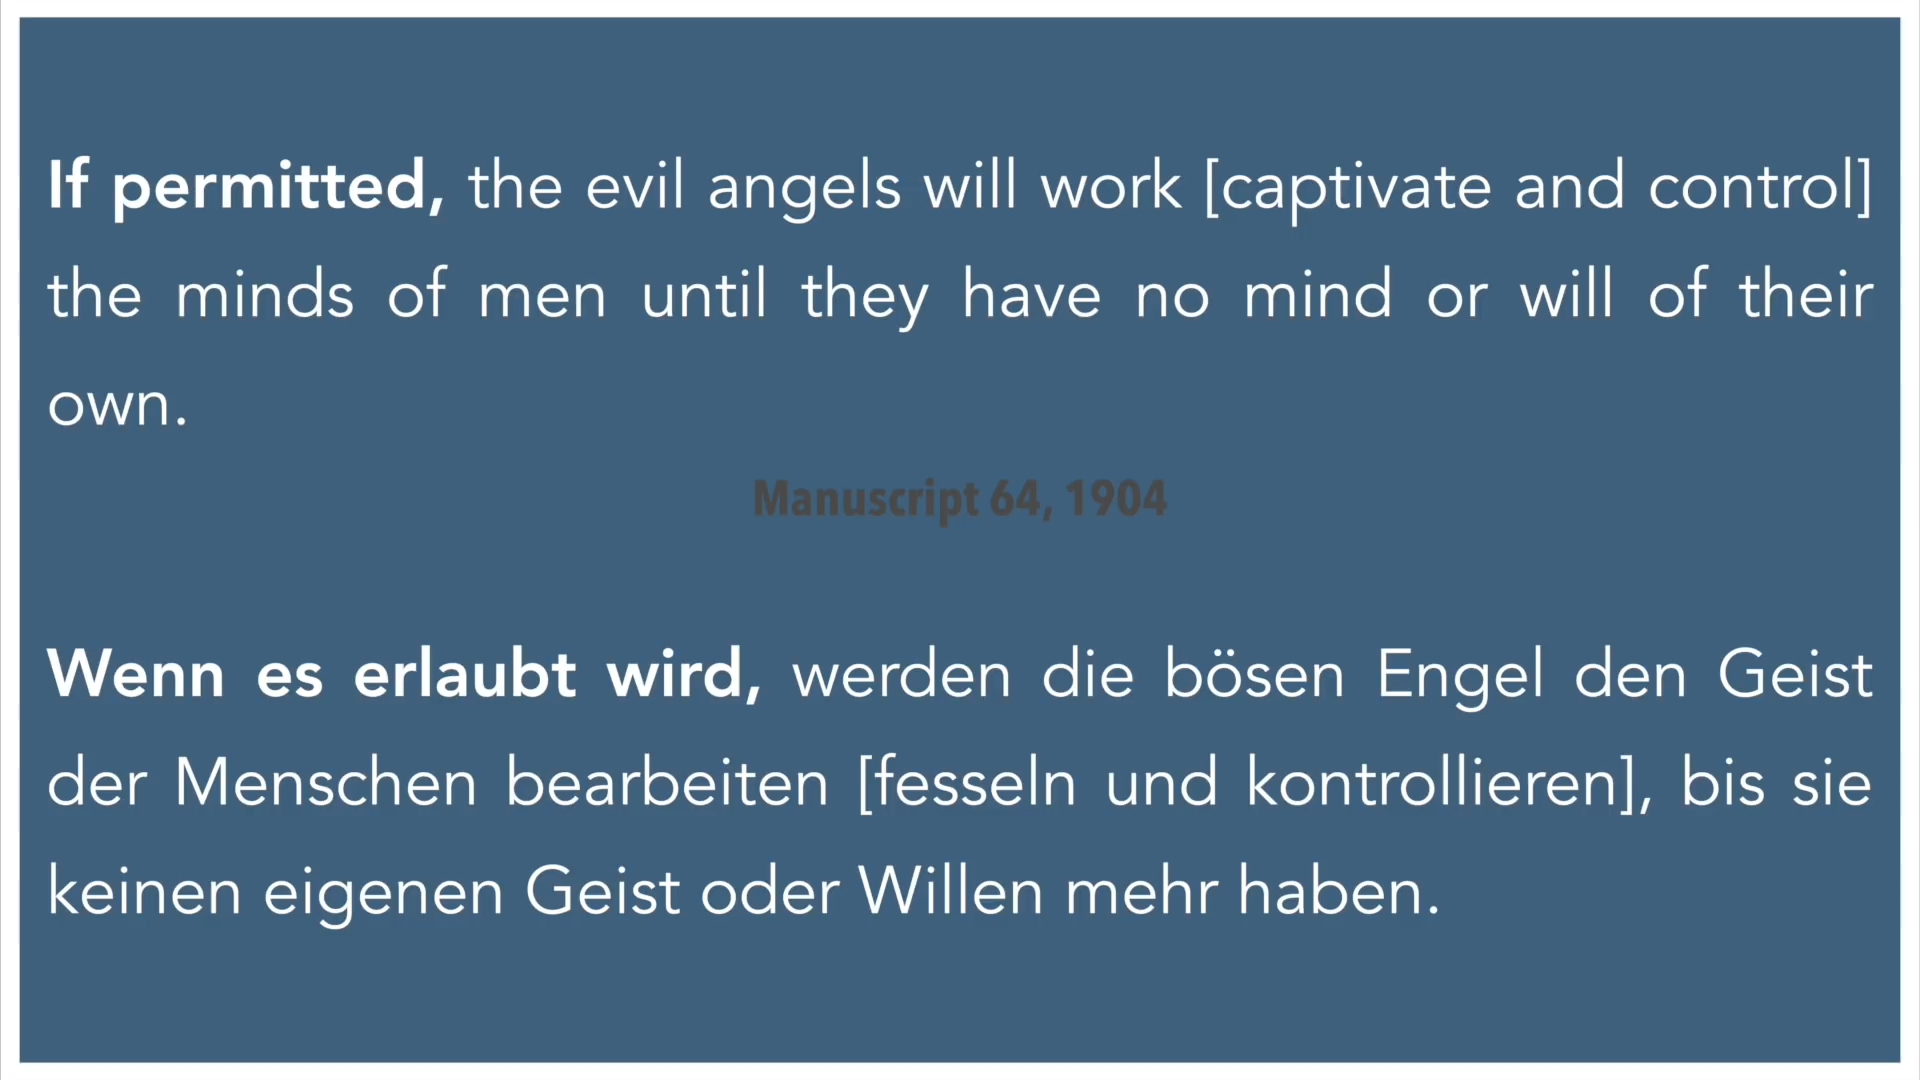 If permitted, the evil angels will work [captivate and control]
the minds of men until they have no mind or will of their
own.
Manuscript 64, 1904
Wenn es erlaubt wird, werden die bösen Engel den Geist
der Menschen bearbeiten [fesseln und kontrollieren], bis sie
keinen eigenen Geist oder Willen mehr haben.